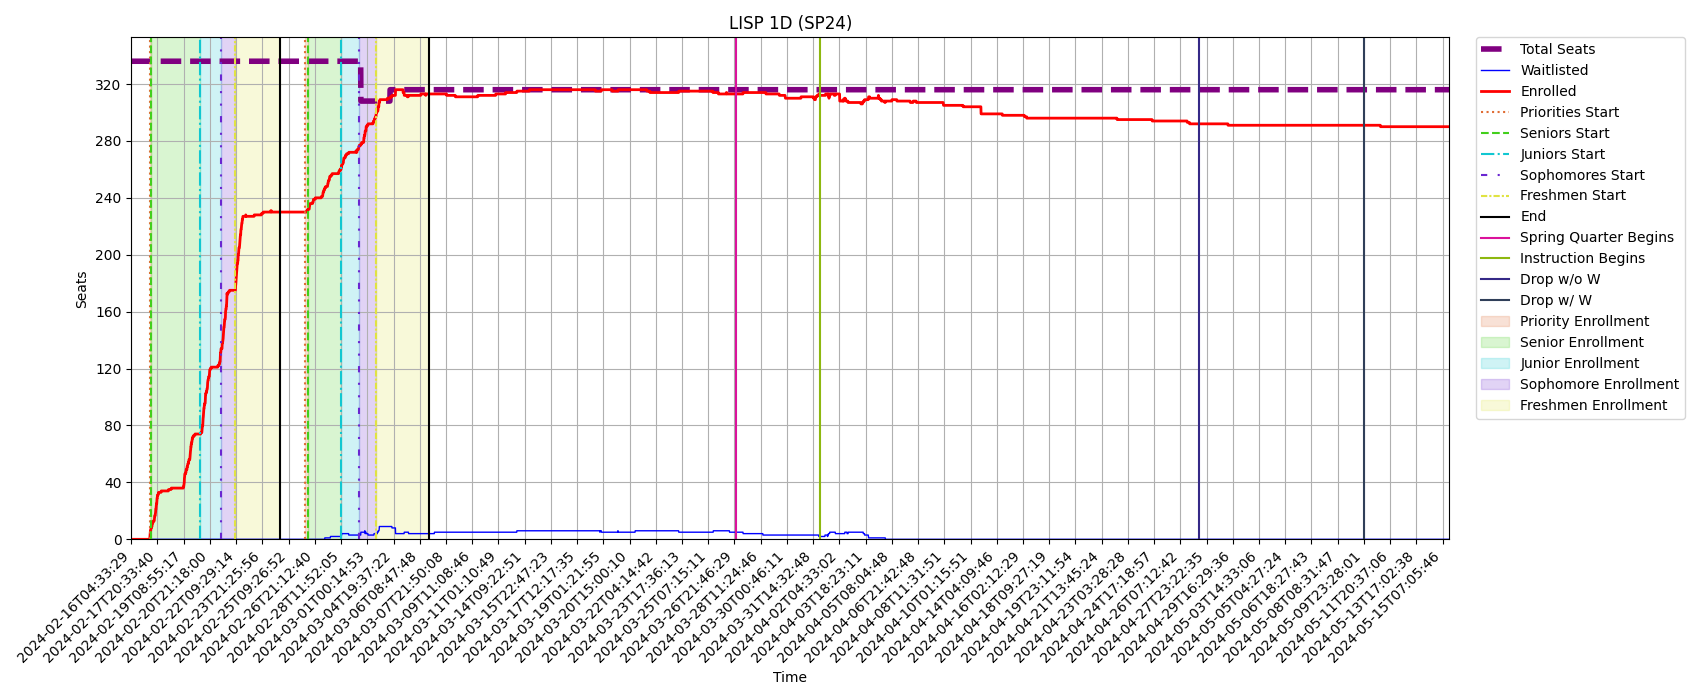 LISP 1D (SP24)
Seats
320
280
240
200
160
120
80
40
0
2024-02-16T04:33:29
2024-02-17T20:33:40
2024-02-19T08:55:17
2024-02-20T21:18:00
2024-02-22T09:29:14
2024-02-23T21:25:56
2024-02-25T09:26:52
2024-02-26T21:12:40
2024-02-28T11:52:05
2024-03-01T00:14:53
2024-03-04T19:37:22
2024-03-06T08:47:48
2024-03-07T21:50:08
2024-03-09T11:08:46
2024-03-11T01:10:49
2024-03-14T09:22:51
2024-03-15T22:47:23
2024-03-17T12:17:35
2024-03-19T01:21:55
2024-03-20T15:00:10
2024-03-22T04:14:42
2024-03-23T17:36:13
2024-03-25T07:15:11
2024-03-26T21:46:29
2024-03-28T11:24:46
2024-03-30T00:46:11
2024-03-31T14:32:48
2024-04-02T04:33:02
2024-04-03T18:23:11
2024-04-05T08:04:48
2024-04-06T21:42:48
2024-04-08T11:31:51
2024-04-10T01:15:51
2024-04-14T04:09:46
2024-04-16T02:12:29
2024-04-18T09:27:19
2024-04-19T23:11:54
2024-04-21T13:45:24
2024-04-23T03:28:28
2024-04-24T17:18:57
2024-04-26T07:12:42
2024-04-27T23:22:35
2024-04-29T16:29:36
2024-05-03T14:33:06
2024-05-05T04:27:24
2024-05-06T18:27:43
2024-05-08T08:31:47
2024-05-09T23:28:01
2024-05-11T20:37:06
2024-05-13T17:02:38
2024-05-15T07:05:46
Time
Total Seats
Waitlisted
Enrolled
Priorities Start
Seniors Start
Juniors Start
Sophomores Start
Freshmen Start
End
Spring Quarter Begins
Instruction Begins
Drop w/o W
Drop w/ W
Priority Enrollment
Senior Enrollment
Junior Enrollment
Sophomore Enrollment
Freshmen Enrollment